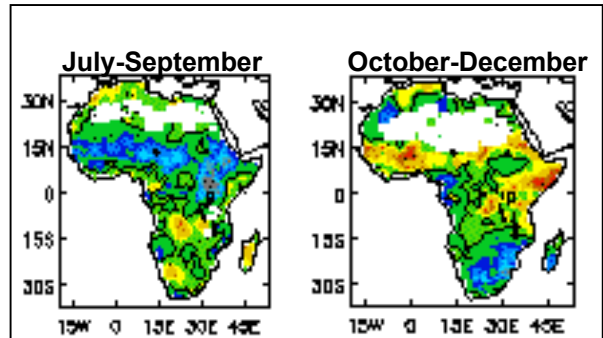 July-September October-December
30N 30N
15N 15N
0 0
15S 15S
30S 30S
15W 0 15E 30E 45E 15W 0 15E 30E 45E